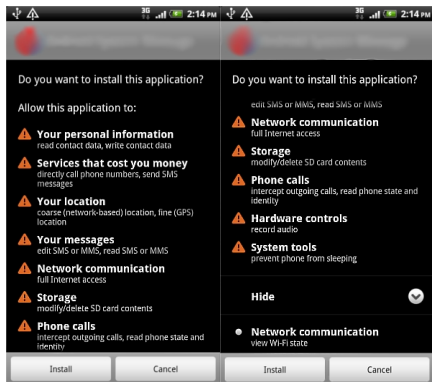 3G 2:14 PM
Do you want to install this application?
Allow this application to:
Your personal information
read contact data, write contact data
Services that cost you money
directly call phone numbers, send SMS
messages
Your location
coarse (network-based) location, fine (GPS)
location
Your messages
edit SMS or MMS, read SMS or MMS
Network communication
full Internet access
Storage
modify/delete SD card contents
Phone calls
intercept outgoing calls, read phone state and
identity
Install Cancel
3G 2:14 PM
Do you want to install this application?
edit SMS or MMS, read SMS or MMS
Network communication
full Internet access
Storage
modify/delete SD card contents
Phone calls
intercept outgoing calls, read phone state and
identity
Hardware controls
record audio
System tools
prevent phone from sleeping
Hide
Network communication
view Wi-Fi state
Install Cancel